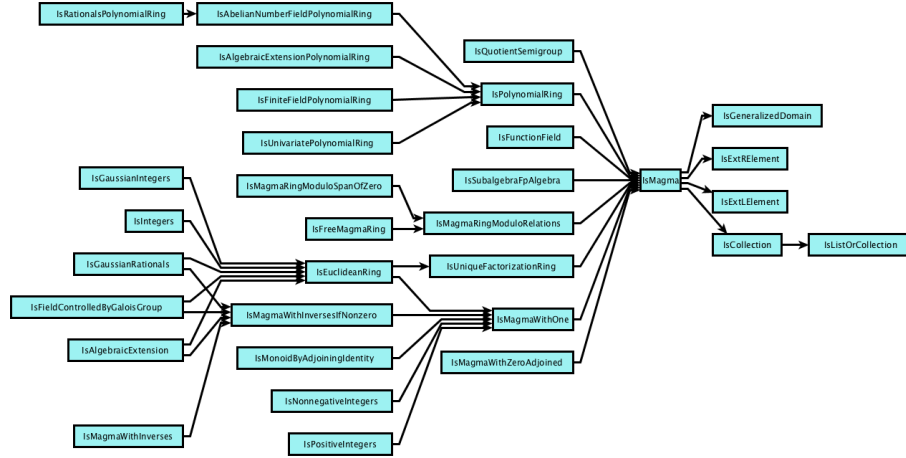 IsRationalsPolynomialRing
IsAbelianNumberFieldPolynomialRing
IsQuotientSemigroup
IsAlgebraicExtensionPolynomialRing
IsFiniteFieldPolynomialRing
IsPolynomialRing
IsGeneralizedDomain
IsUnivariatePolynomialRing
IsFunctionField
IsExtRElement
IsGaussianIntegers
IsMagmaRingModuloSpanOfZero
IsSubalgebraFpAlgebra
IsMagma
IsExtLElement
IsIntegers
IsFreeMagmaRing
IsMagmaRingModuloRelations
IsCollection
IsListOrCollection
IsGaussianRationals
IsEuclideanRing
IsUniqueFactorizationRing
IsFieldControlledByGaloisGroup
IsMagmaWithInversesIfNonzero
IsMagmaWithOne
IsAlgebraicExtension
IsMonoidByAdjoiningIdentity
IsMagmaWithZeroAdjoined
IsNonnegativeIntegers
IsMagmaWithInverses
IsPositiveIntegers